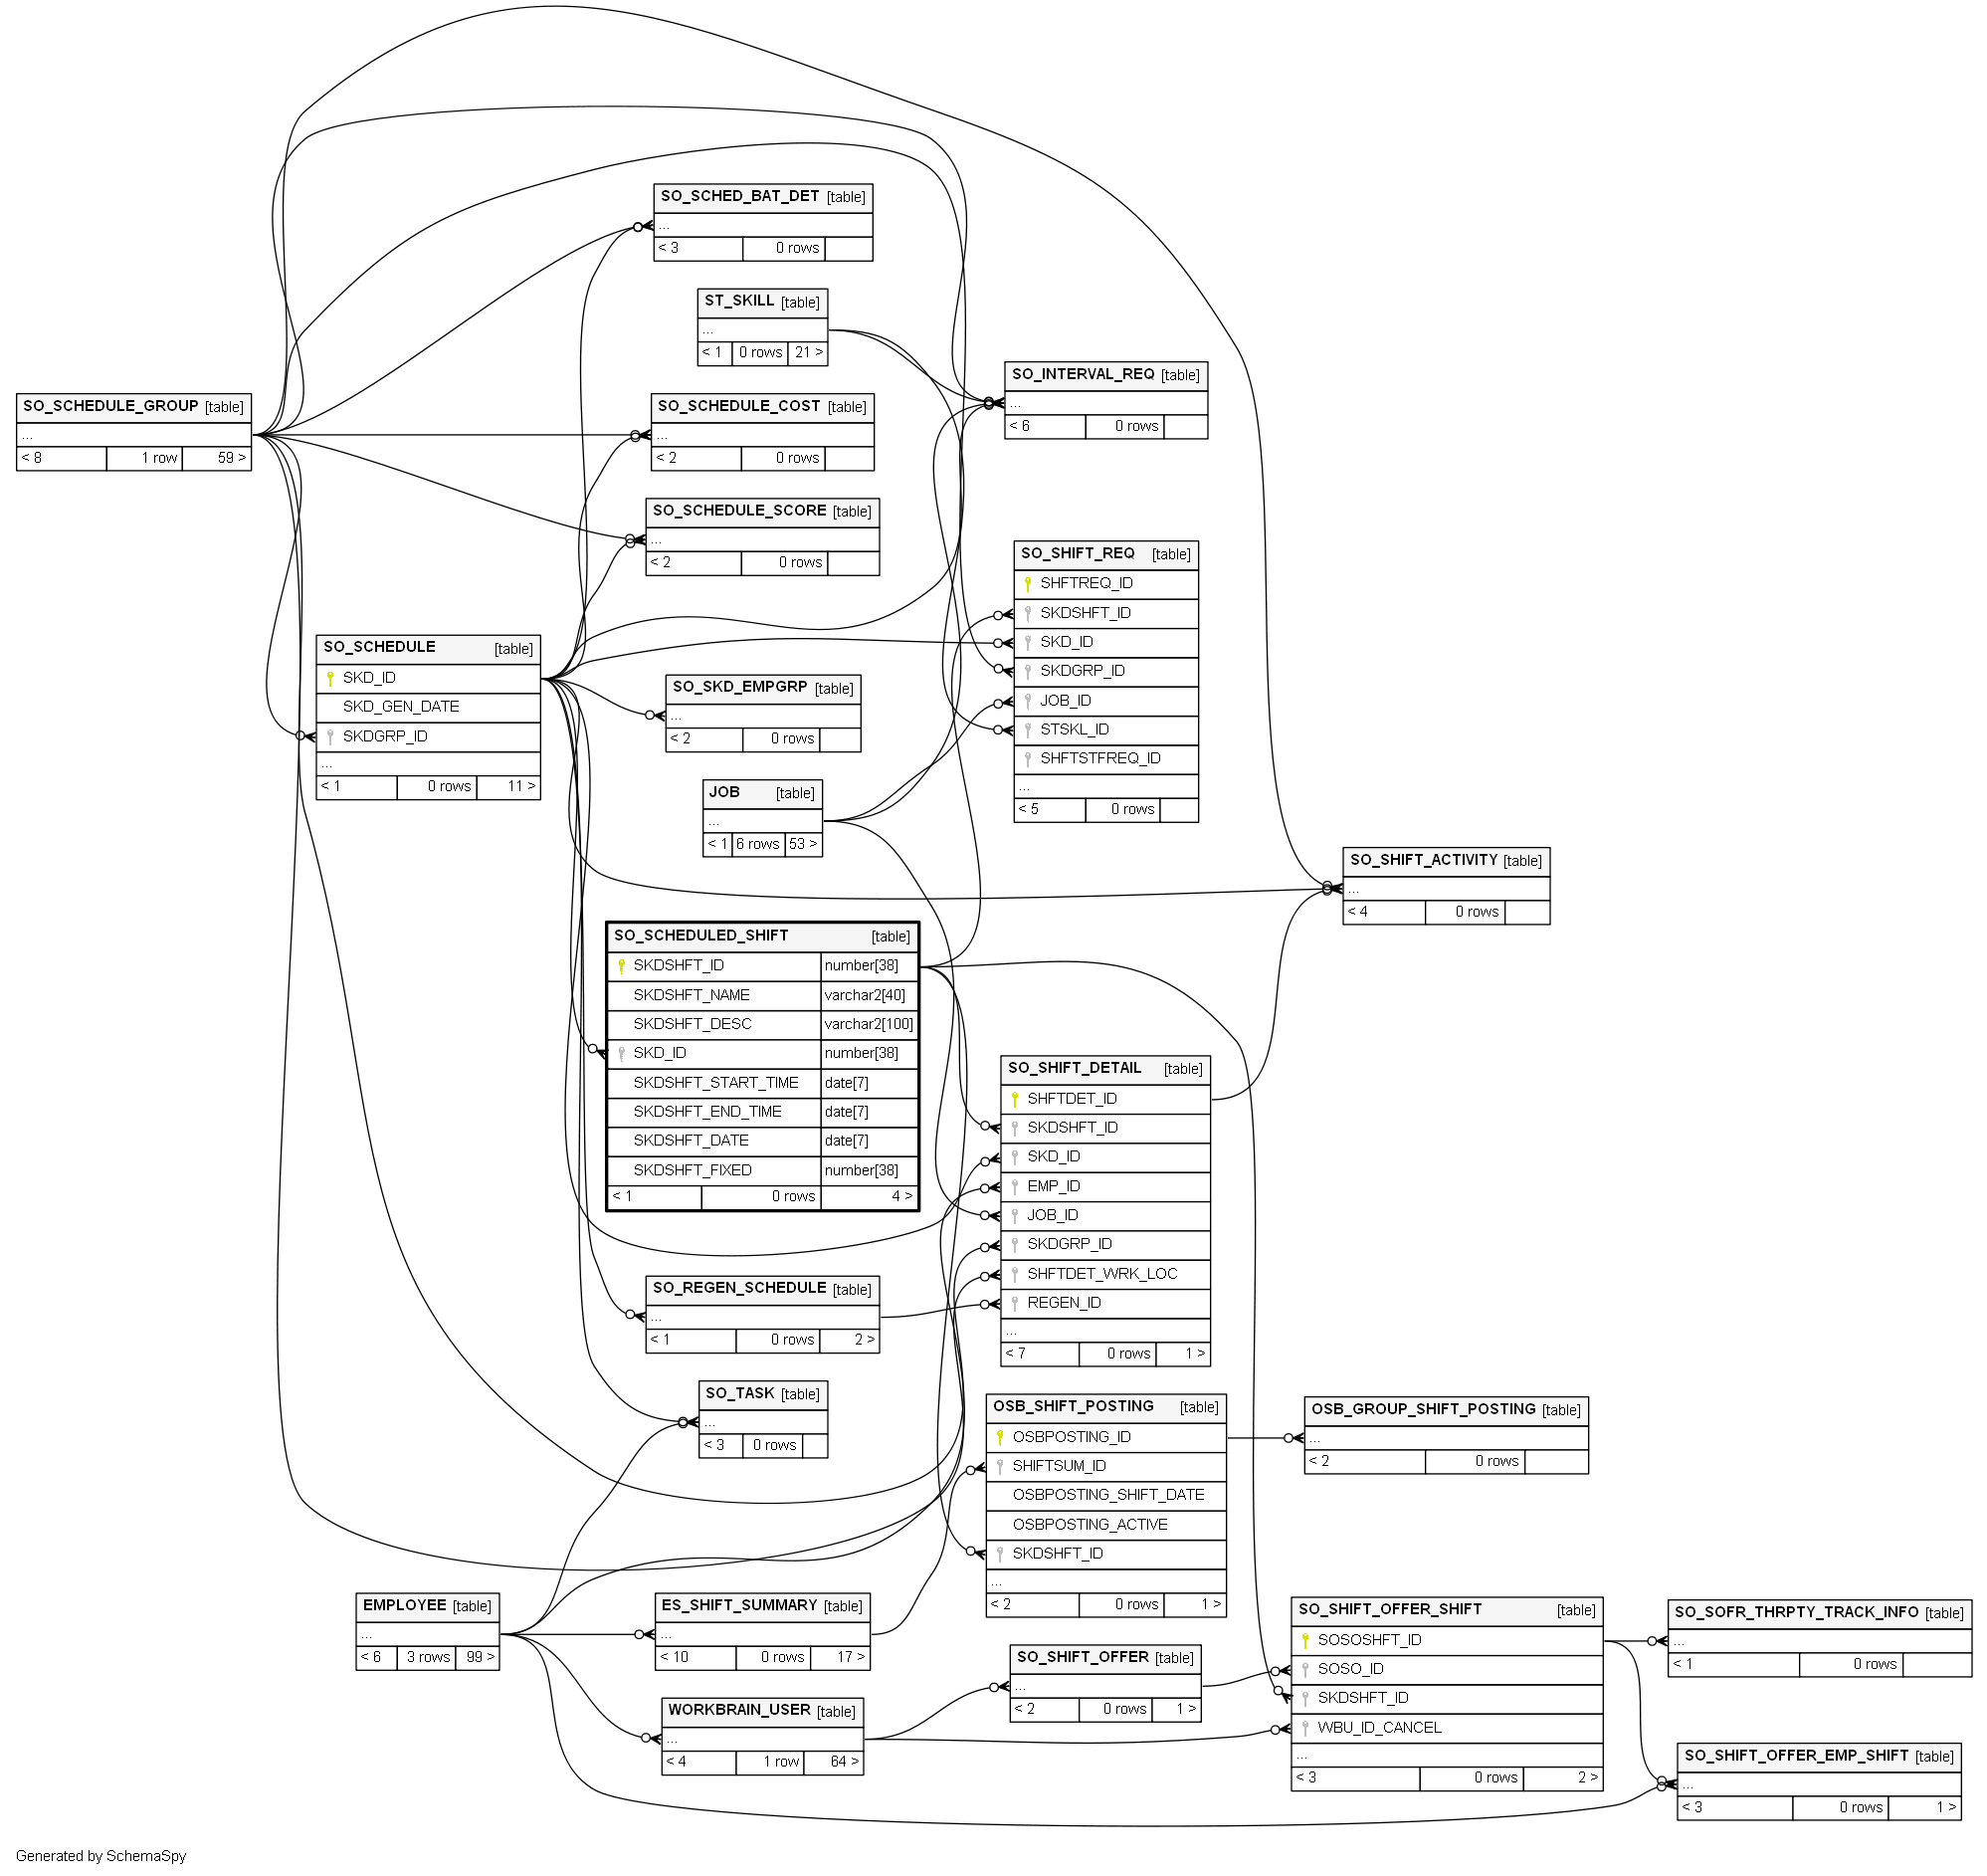 SO_SCHED_BAT_DET [table]
...
< 3 0 rows
ST_SKILL [table]
...
< 1 0 rows 21 >
SO_INTERVAL_REQ [table]
...
< 6 0 rows
SO_SCHEDULE_GROUP [table]
...
< 8 1 row 59 >
SO_SCHEDULE_COST [table]
...
< 2 0 rows
SO_SCHEDULE_SCORE [table]
...
< 2 0 rows
SO_SHIFT_REQ [table]
SHFTREQ_ID
SKDSHFT_ID
SKD_ID
SKDGRP_ID
JOB_ID
STSKL_ID
SHFTSTFREQ_ID
...
< 5 0 rows
SO_SCHEDULE [table]
SKD_ID
SKD_GEN_DATE
SKDGRP_ID
...
< 1 0 rows 11 >
SO_SKD_EMPGRP [table]
...
< 2 0 rows
JOB [table]
...
< 1 6 rows 53 >
SO_SHIFT_ACTIVITY [table]
...
< 4 0 rows
SO_SCHEDULED_SHIFT [table]
SKDSHFT_ID number[38]
SKDSHFT_NAME varchar2[40]
SKDSHFT_DESC varchar2[100]
SKD_ID number[38]
SKDSHFT_START_TIME date[7]
SKDSHFT_END_TIME date[7]
SKDSHFT_DATE date[7]
SKDSHFT_FIXED number[38]
< 1 0 rows 4 >
SO_SHIFT_DETAIL [table]
SHFTDET_ID
SKDSHFT_ID
SKD_ID
EMP_ID
JOB_ID
SKDGRP_ID
SHFTDET_WRK_LOC
REGEN_ID
...
< 7 0 rows 1 >
SO_REGEN_SCHEDULE [table]
...
< 1 0 rows 2 >
SO_TASK [table]
...
< 3 0 rows
OSB_SHIFT_POSTING [table]
OSBPOSTING_ID
SHIFTSUM_ID
OSBPOSTING_SHIFT_DATE
OSBPOSTING_ACTIVE
SKDSHFT_ID
...
< 2 0 rows 1 >
OSB_GROUP_SHIFT_POSTING [table]
...
< 2 0 rows
EMPLOYEE [table]
...
< 6 3 rows 99 >
ES_SHIFT_SUMMARY [table]
...
< 10 0 rows 17 >
WORKBRAIN_USER [table]
...
< 4 1 row 64 >
SO_SHIFT_OFFER [table]
...
< 2 0 rows 1 >
SO_SHIFT_OFFER_SHIFT [table]
SOSOSHFT_ID
SOSO_ID
SKDSHFT_ID
WBU_ID_CANCEL
...
< 3 0 rows 2 >
SO_SOFR_THRPTY_TRACK_INFO [table]
...
< 1 0 rows
SO_SHIFT_OFFER_EMP_SHIFT [table]
...
< 3 0 rows 1 >
Generated by SchemaSpy